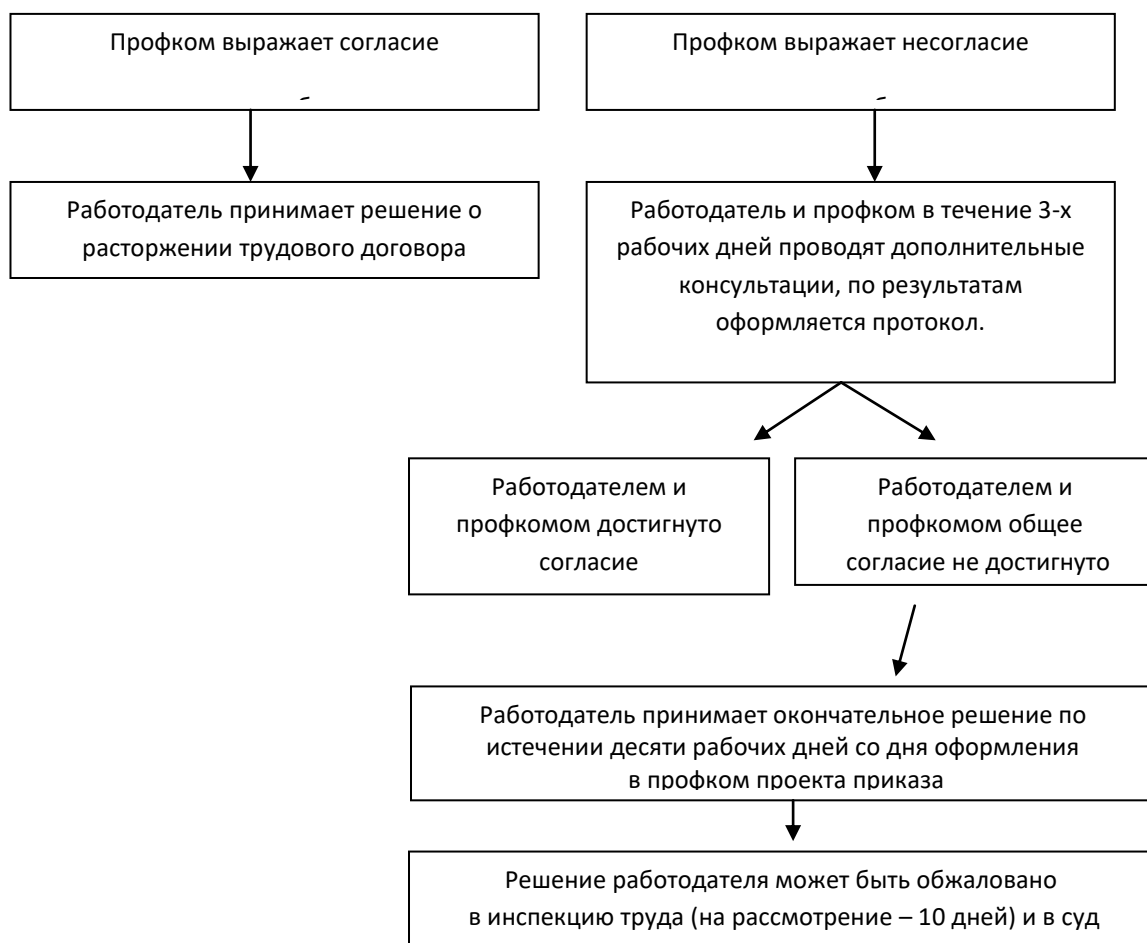 Профком выражает согласие
Профком выражает несогласие
Работодатель принимает решение о
расторжении трудового договора
Работодатель и профком в течение 3-х
рабочих дней проводят дополнительные
консультации, по результатам
оформляется протокол.
Работодателем и
профкомом достигнуто
согласие
Работодателем и
профкомом общее
согласие не достигнуто
Работодатель принимает окончательное решение по
истечении десяти рабочих дней со дня оформления
в профком проекта приказа
Решение работодателя может быть обжаловано
в инспекцию труда (на рассмотрение – 10 дней) и в суд